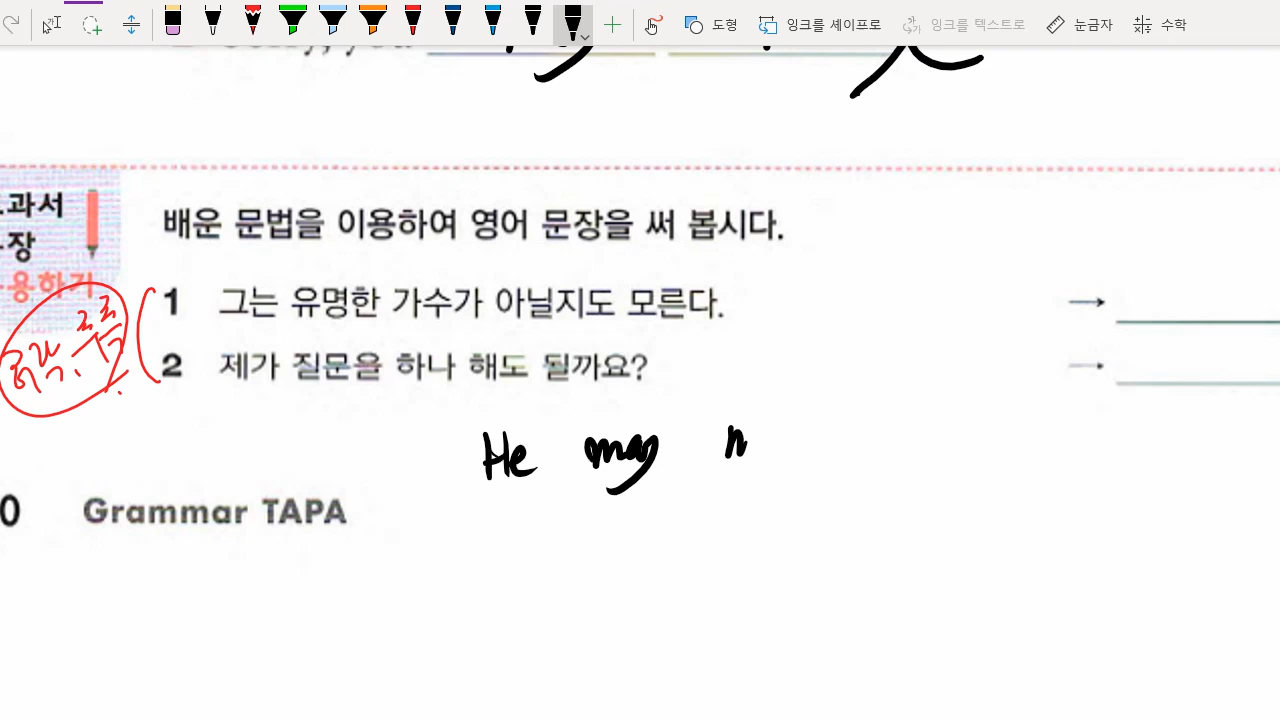 도형 잉크를 셰이프로 잉크를 텍스트로 눈금자 수학
과서
장
용하기
배운 문법을 이용하여 영어 문장을 써 봅시다.
1 그는 유명한 가수가 아닐지도 모른다. →
2 제가 질문을 하나 해도 될까요? →
He may n
0 Grammar TAPA